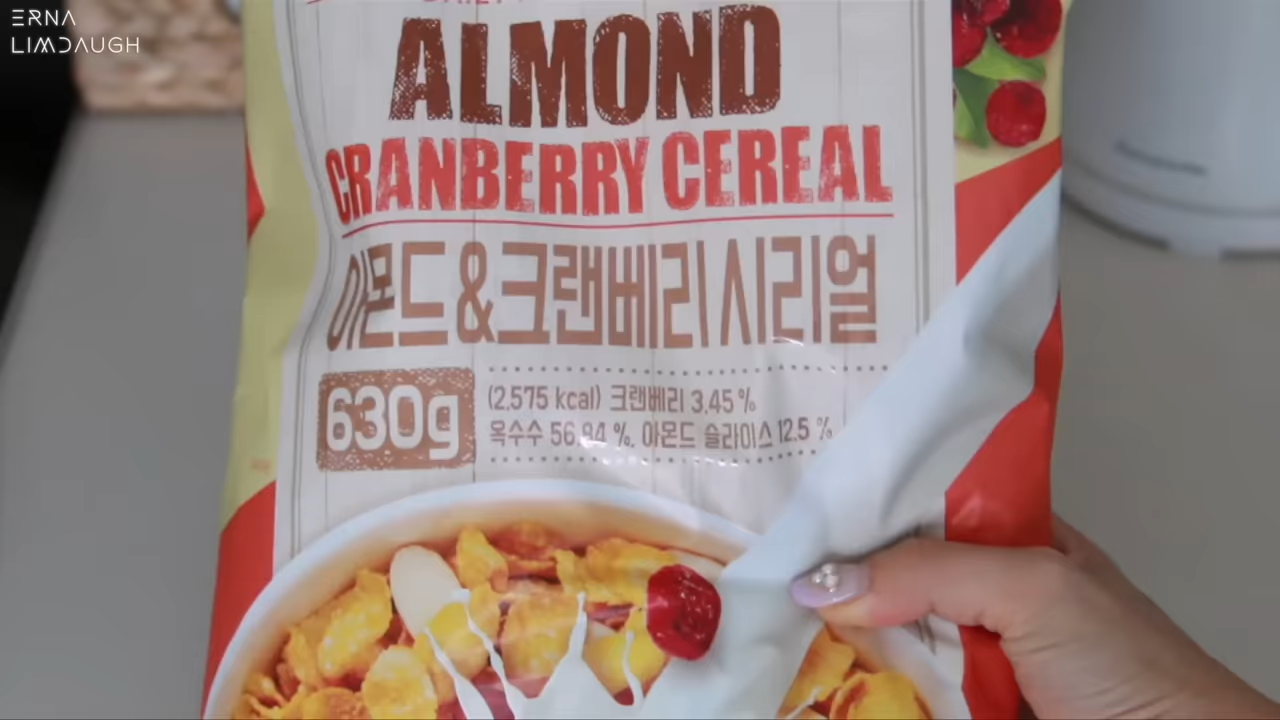 ERNA
LIMDAUGH
ALMOND
CRANBERRY CEREAL
아몬드&크랜베리 시리얼
630g
(2,575 kcal) 크랜베리 3.45 %
옥수수 56.94 %, 아몬드 슬라이스 12.5 %